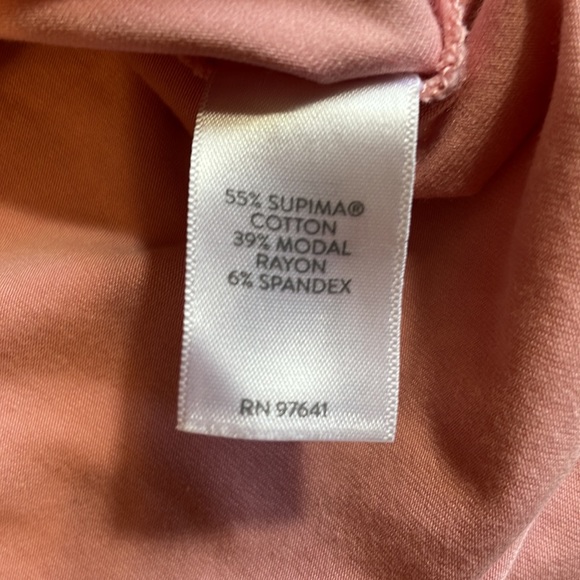 55% SUPIMA®
COTTON
39% MODAL
RAYON
6% SPANDEX
RN 97641